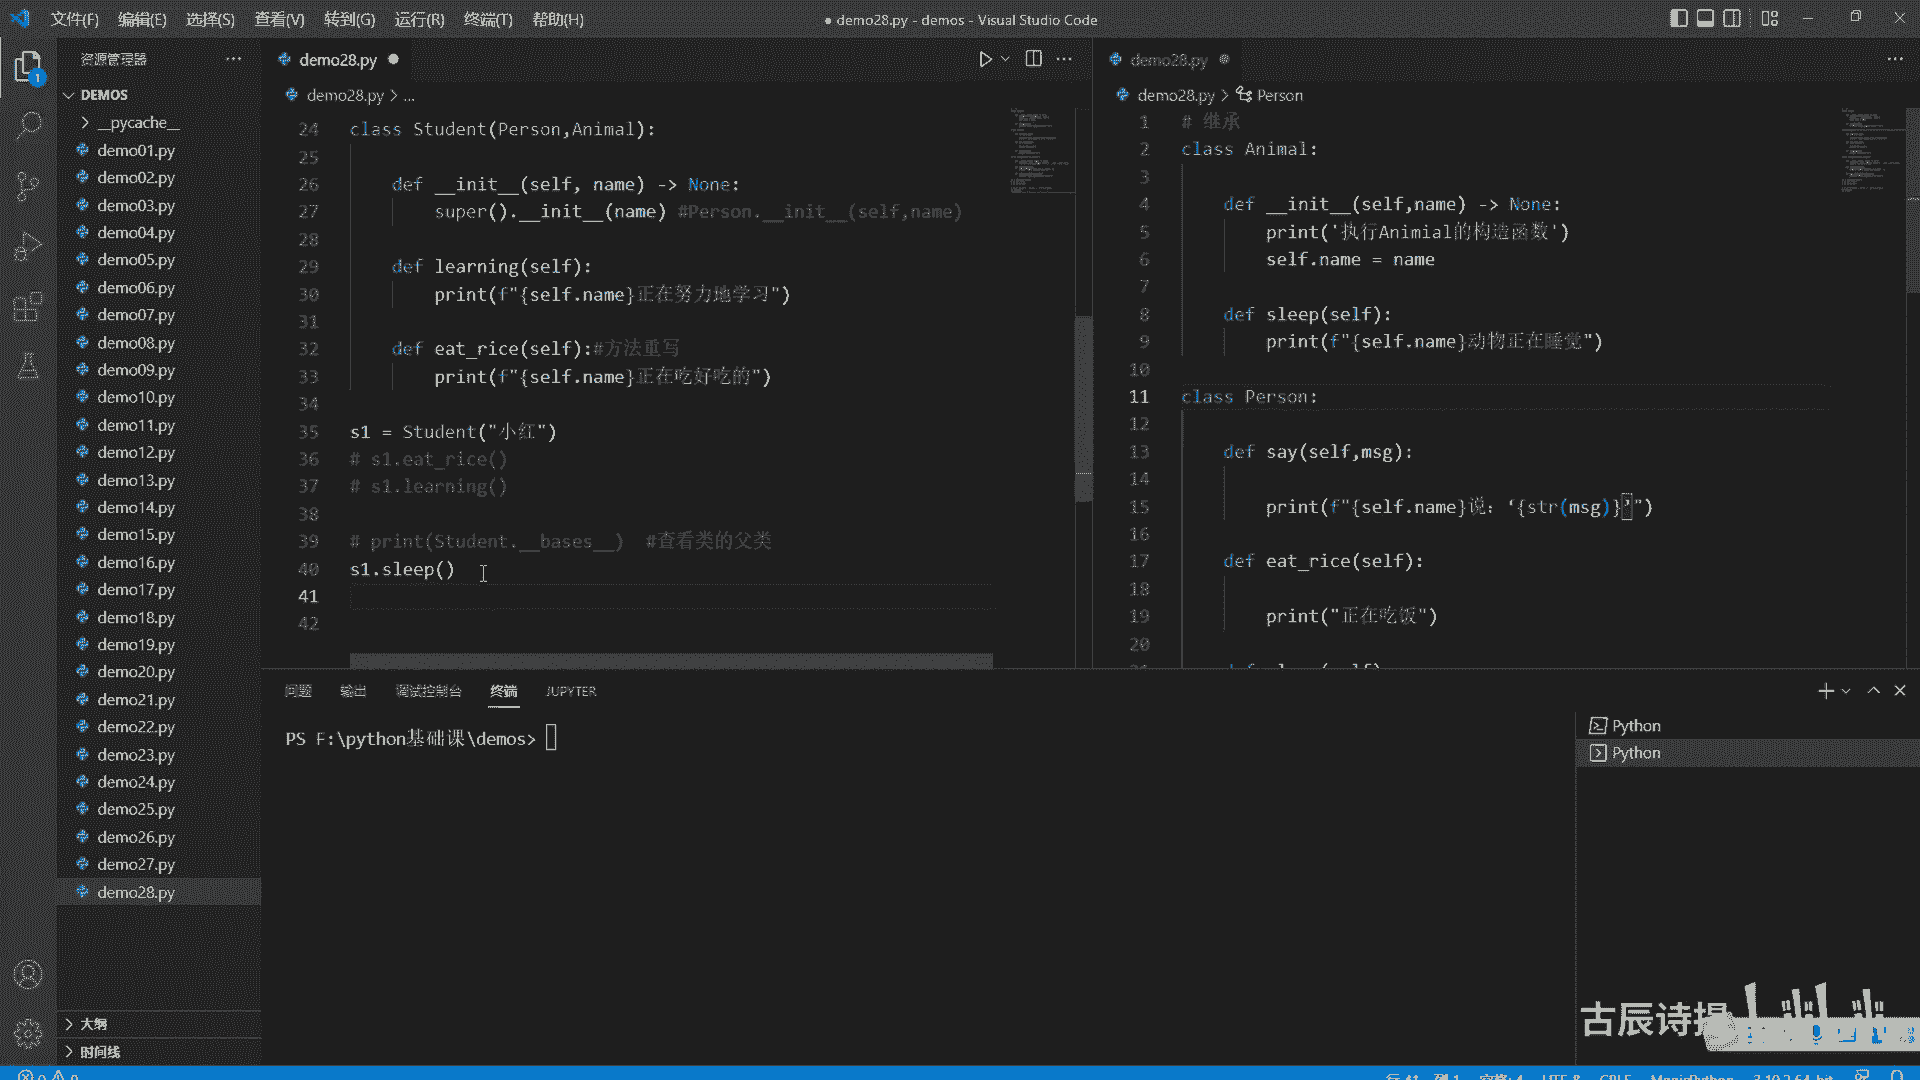 文件(F) 编辑(E) 选择(S) 查看(V) 转到(G) 运行(R) 终端(T) 帮助(H)
● demo28.py - demos - Visual Studio Code
资源管理器
DEMOS
__pycache__
demo01.py
demo02.py
demo03.py
demo04.py
demo05.py
demo06.py
demo07.py
demo08.py
demo09.py
demo10.py
demo11.py
demo12.py
demo13.py
demo14.py
demo15.py
demo16.py
demo17.py
demo18.py
demo19.py
demo20.py
demo21.py
demo22.py
demo23.py
demo24.py
demo25.py
demo26.py
demo27.py
demo28.py
大纲
时间线
1
demo28.py
demo28.py > ...
24 class Student(Person,Animal):
25
26 def __init__(self, name) -> None:
27 super().__init__(name) #Person.__init__(self,name)
28
29 def learning(self):
30 print(f"{self.name}正在努力地学习")
31
32 def eat_rice(self):#方法重写
33 print(f"{self.name}正在吃好吃的")
34
35 s1 = Student("小红")
36 # s1.eat_rice()
37 # s1.learning()
38
39 # print(Student.__bases__) #查看类的父类
40 s1.sleep()
41
42
demo28.py
demo28.py > Person
1 # 继承
2 class Animal:
3
4 def __init__(self,name) -> None:
5 print('执行Animial的构造函数')
6 self.name = name
7
8 def sleep(self):
9 print(f"{self.name}动物正在睡觉")
10
11 class Person:
12
13 def say(self,msg):
14
15 print(f"{self.name}说：‘{str(msg)}’")
16
17 def eat_rice(self):
18
19 print("正在吃饭")
20
问题 输出 调试控制台 终端 JUPYTER
PS F:\python基础课\demos>
Python
Python
古辰诗提